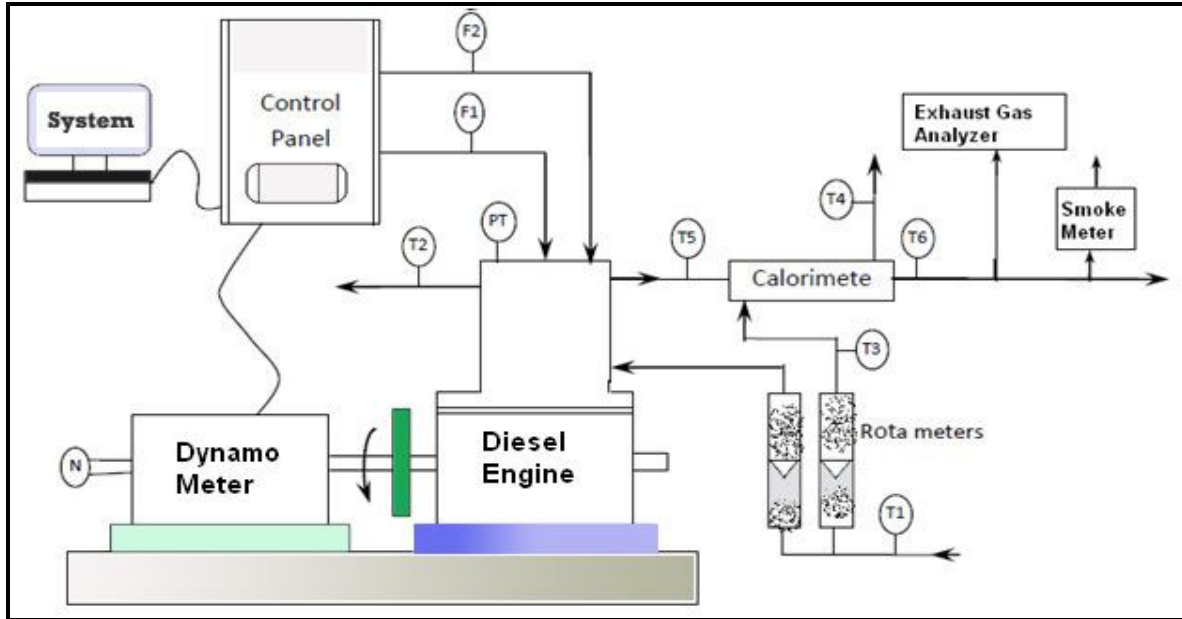 F2
System
Control
Panel
F1
Exhaust Gas
Analyzer
T4
Smoke
Meter
PT
T2
T5
T6
Calorimete
T3
Rota meters
Dynamo
Meter
Diesel
Engine
N
T1